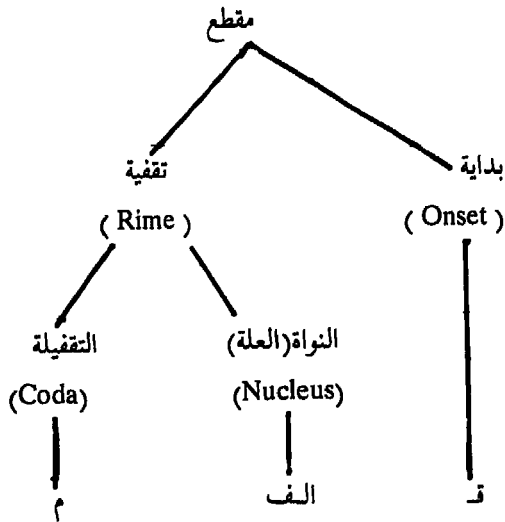 مقطع
بداية
(Onset)
تقفية
(Rime)
النواة(العلة)
(Nucleus)
التقفيلة
(Coda)
قـ
الـف
م